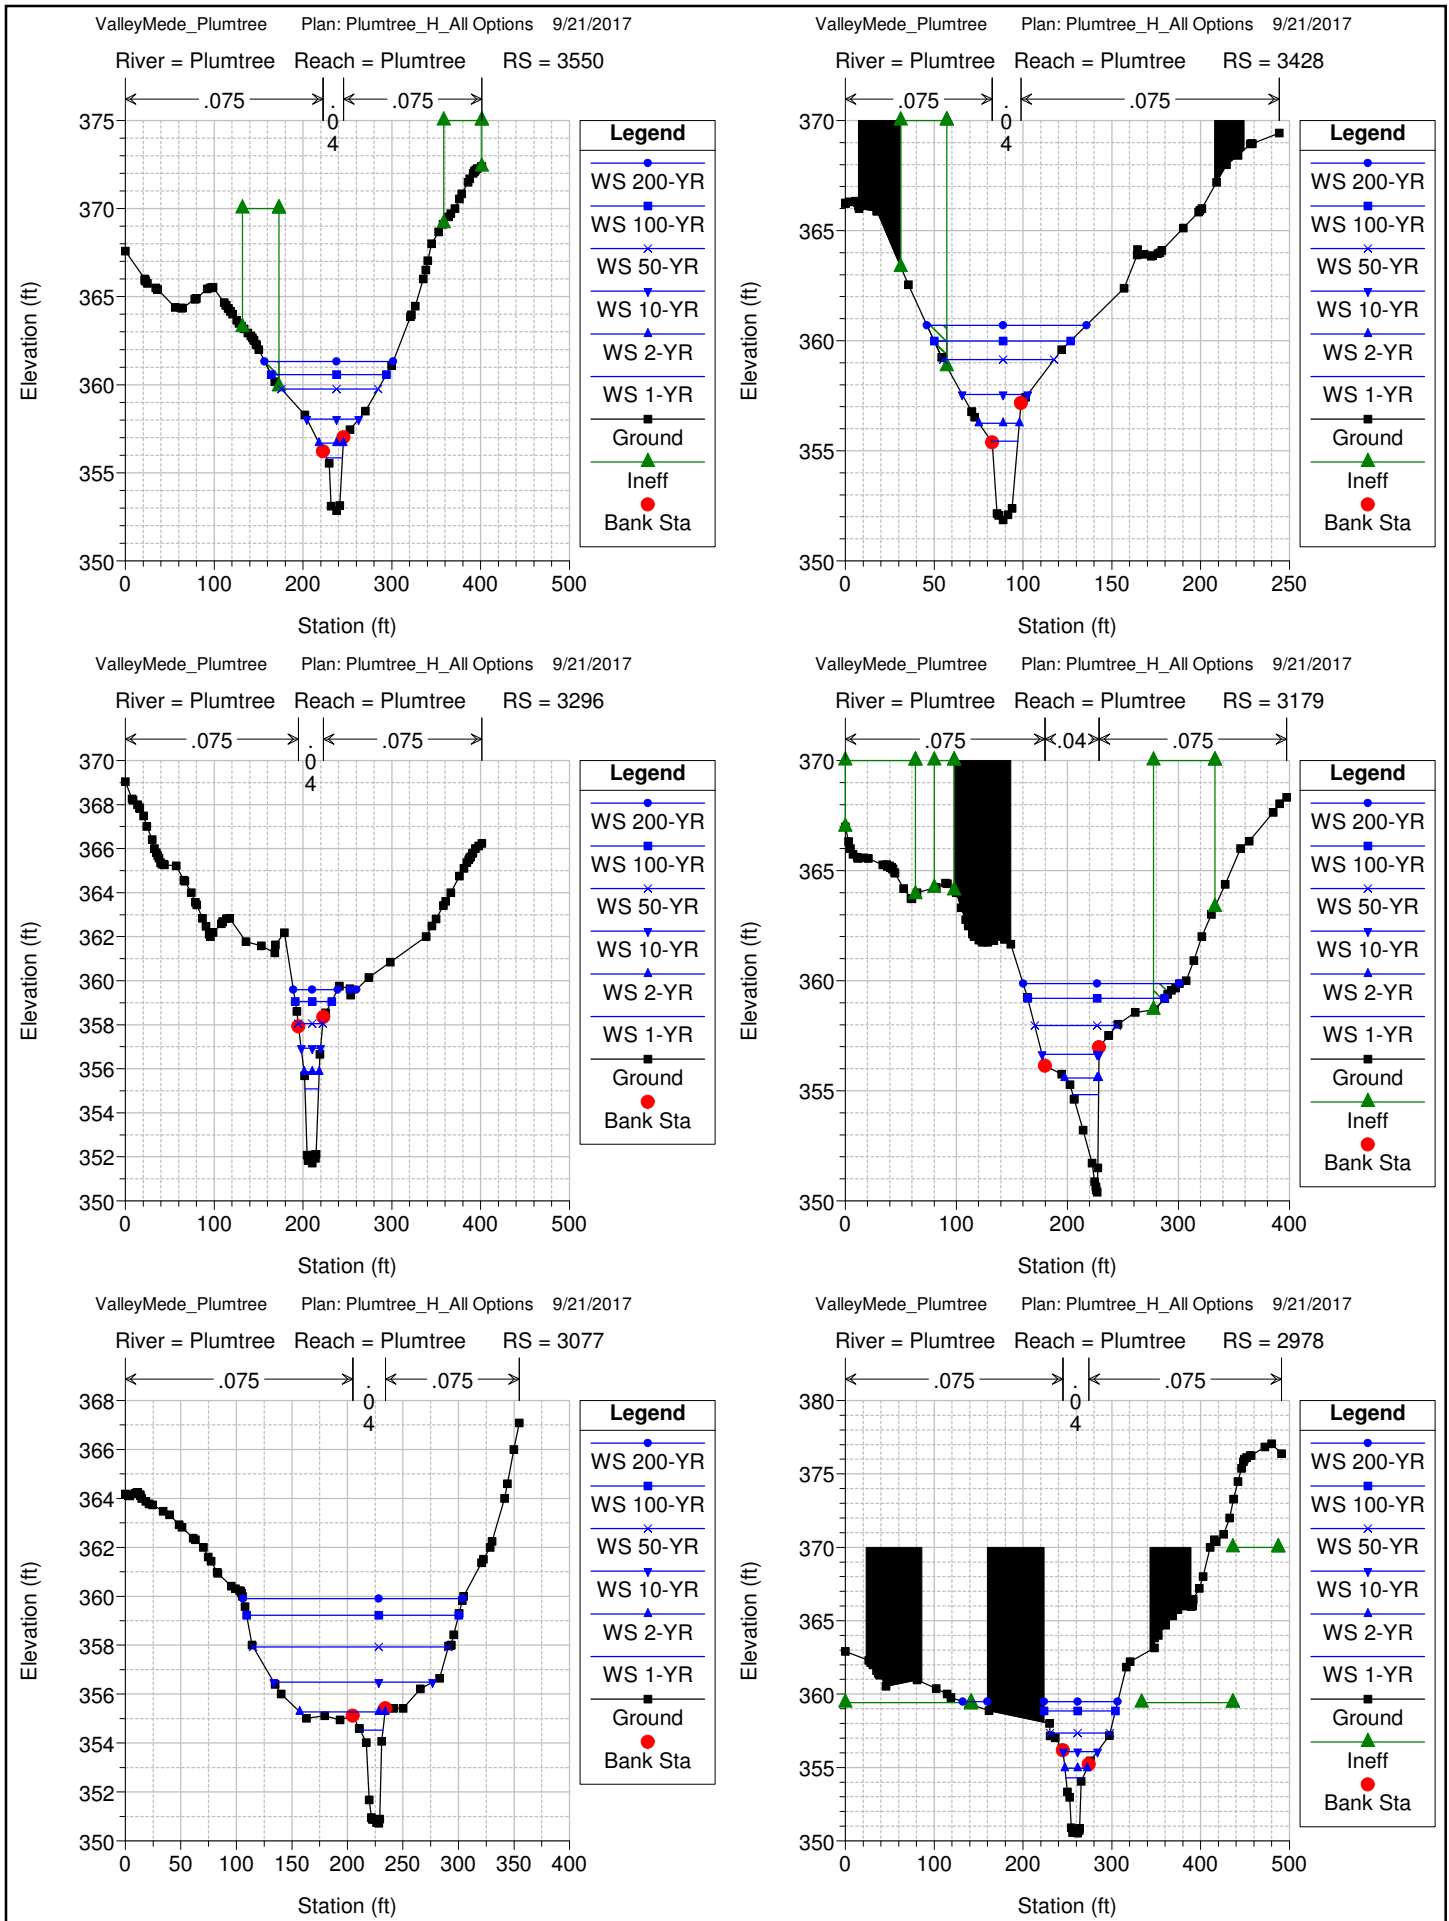 ValleyMede_Plumtree Plan: Plumtree_H_All Options 9/21/2017
River = Plumtree Reach = Plumtree RS = 3550
.075
.04
.075
375
370
365
360
355
350
Elevation (ft)
0 100 200 300 400 500
Station (ft)
Legend
WS 200-YR
WS 100-YR
WS 50-YR
WS 10-YR
WS 2-YR
WS 1-YR
Ground
Ineff
Bank Sta
ValleyMede_Plumtree Plan: Plumtree_H_All Options 9/21/2017
River = Plumtree Reach = Plumtree RS = 3428
.075
.04
.075
370
365
360
355
350
Elevation (ft)
0 50 100 150 200 250
Station (ft)
Legend
WS 200-YR
WS 100-YR
WS 50-YR
WS 10-YR
WS 2-YR
WS 1-YR
Ground
Ineff
Bank Sta
ValleyMede_Plumtree Plan: Plumtree_H_All Options 9/21/2017
River = Plumtree Reach = Plumtree RS = 3296
.075
.04
.075
370
368
366
364
362
360
358
356
354
352
350
Elevation (ft)
0 100 200 300 400 500
Station (ft)
Legend
WS 200-YR
WS 100-YR
WS 50-YR
WS 10-YR
WS 2-YR
WS 1-YR
Ground
Bank Sta
ValleyMede_Plumtree Plan: Plumtree_H_All Options 9/21/2017
River = Plumtree Reach = Plumtree RS = 3179
.075
.04
.075
370
365
360
355
350
Elevation (ft)
0 100 200 300 400
Station (ft)
Legend
WS 200-YR
WS 100-YR
WS 50-YR
WS 10-YR
WS 2-YR
WS 1-YR
Ground
Ineff
Bank Sta
ValleyMede_Plumtree Plan: Plumtree_H_All Options 9/21/2017
River = Plumtree Reach = Plumtree RS = 3077
.075
.04
.075
368
366
364
362
360
358
356
354
352
350
Elevation (ft)
0 50 100 150 200 250 300 350 400
Station (ft)
Legend
WS 200-YR
WS 100-YR
WS 50-YR
WS 10-YR
WS 2-YR
WS 1-YR
Ground
Bank Sta
ValleyMede_Plumtree Plan: Plumtree_H_All Options 9/21/2017
River = Plumtree Reach = Plumtree RS = 2978
.075
.04
.075
380
375
370
365
360
355
350
Elevation (ft)
0 100 200 300 400 500
Station (ft)
Legend
WS 200-YR
WS 100-YR
WS 50-YR
WS 10-YR
WS 2-YR
WS 1-YR
Ground
Ineff
Bank Sta